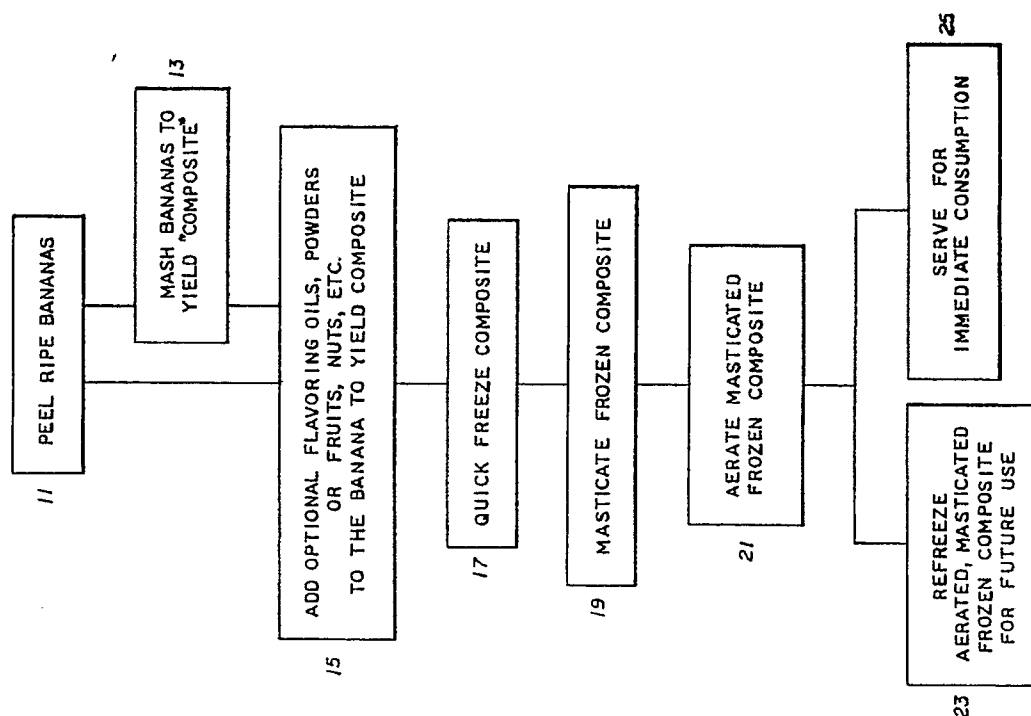 PEEL RIPE BANANAS
11
MASH BANANAS TO
YIELD "COMPOSITE"
13
ADD OPTIONAL FLAVORING OILS, POWDERS
OR FRUITS, NUTS, ETC.
TO THE BANANA TO YIELD COMPOSITE
15
QUICK FREEZE COMPOSITE
17
MASTICATE FROZEN COMPOSITE
19
AERATE MASTICATED
FROZEN COMPOSITE
21
REFREEZE
AERATED, MASTICATED
FROZEN COMPOSITE
FOR FUTURE USE
23
SERVE FOR
IMMEDIATE CONSUMPTION
25